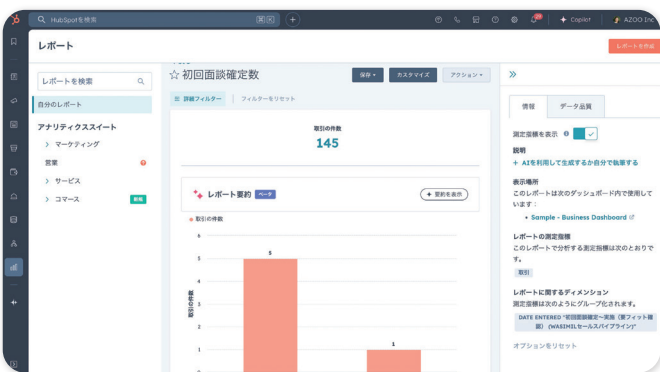 HubSpotを検索
⌘ K
Copilot
AZOO Inc
レポート
レポートを作成
レポートを検索
自分のレポート
アナリティクススイート
マーケティング
営業
サービス
コマース
新規
初回面談確定数
保存
カスタマイズ
アクション
詳細フィルター
フィルターをリセット
取引の件数
145
レポート要約
ベータ
要約を表示
取引の件数
取引の件数
6
5
4
3
2
1
0
5
1
情報
データ品質
測定指標を表示
説明
+ AIを利用して生成するか自分で執筆する
表示場所
このレポートは次のダッシュボード内で使用して
います：
• Sample - Business Dashboard
レポートの測定指標
このレポートで分析する測定指標は次のとおりで
す。
取引
レポートに関するディメンション
測定指標は次のようにグループ化されます。
DATE ENTERED "初回面談確定〜実施（要フィット確
認） (WASIMILセールスパイプライン)"
オプションをリセット